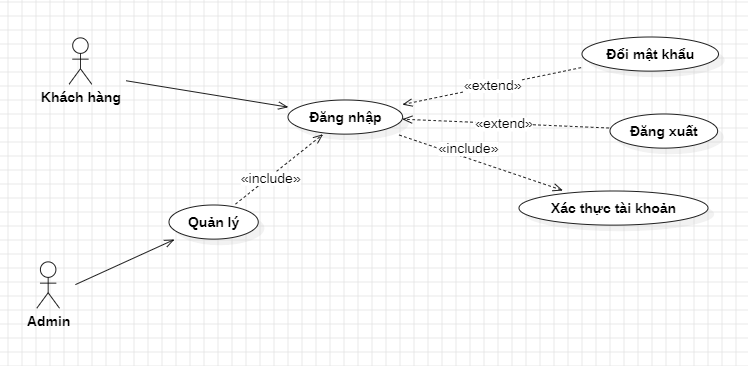 Khách hàng
Đăng nhập
Đổi mật khẩu
«extend»
«extend»
Đăng xuất
«include»
«include»
Xác thực tài khoản
Quản lý
Admin